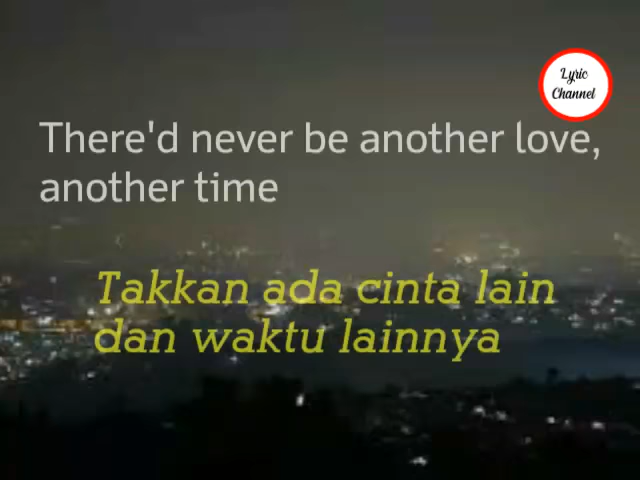 Lyric
Channel
There'd never be another love,
another time
Takkan ada cinta lain
dan waktu lainnya